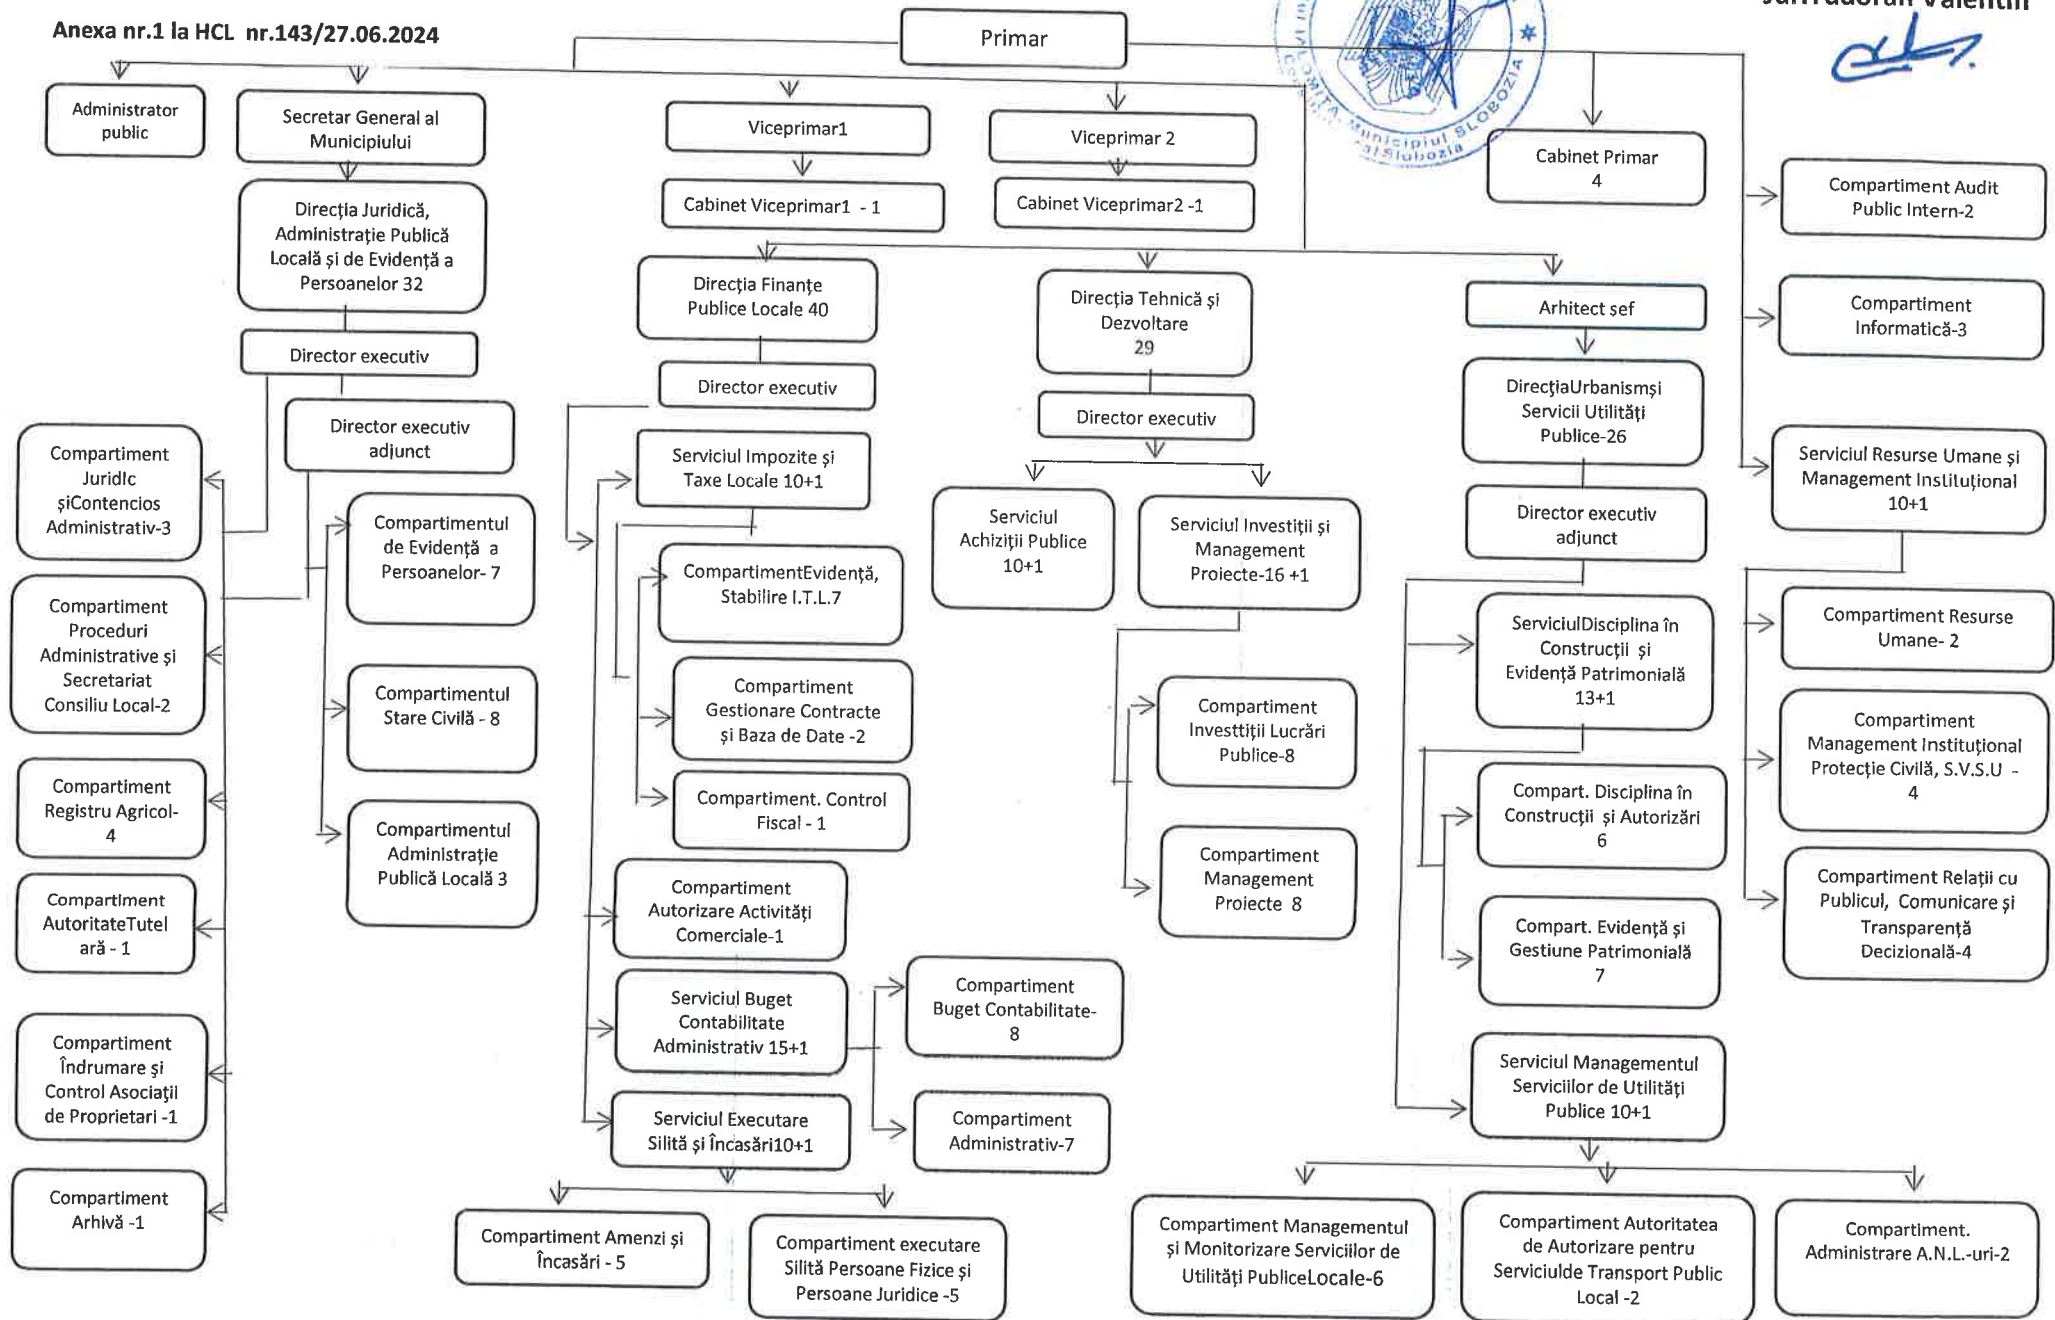 Jur.Tudoran Valentin
Anexa nr.1 la HCL nr.143/27.06.2024
Primar
Administrator
public
Secretar General al
Municipiului
Viceprimar1
Viceprimar 2
Municipiul SLOBOZIA
Slobozia
Cabinet Primar
4
Cabinet Viceprimar1 - 1
Cabinet Viceprimar2 -1
Compartiment Audit
Public Intern-2
Compartiment
Informatică-3
Direcția Juridică,
Administrație Publică
Locală și de Evidență a
Persoanelor 32
Director executiv
Director executiv
adjunct
Compartiment
Juridic
șiContencios
Administrativ-3
Compartiment
Proceduri
Administrative și
Secretariat
Consiliu Local-2
Compartiment
Registru Agricol-
4
Compartiment
AutoritateTutel
ară - 1
Compartiment
Îndrumare și
Control Asociații
de Proprietari -1
Compartiment
Arhivă -1
Compartimentul
de Evidență a
Persoanelor- 7
Compartimentul
Stare Civilă - 8
Compartimentul
Administrație
Publică Locală 3
Direcția Finanțe
Publice Locale 40
Director executiv
Serviciul Impozite și
Taxe Locale 10+1
CompartimentEvidență,
Stabilire I.T.L.7
Compartiment
Gestionare Contracte
și Baza de Date -2
Compartiment. Control
Fiscal - 1
Compartiment
Autorizare Activități
Comerciale-1
Serviciul Buget
Contabilitate
Administrativ 15+1
Compartiment
Buget Contabilitate-
8
Compartiment
Administrativ-7
Serviciul Executare
Silită și Încasări10+1
Compartiment Amenzi și
Încasări - 5
Compartiment executare
Silită Persoane Fizice și
Persoane Juridice -5
Direcția Tehnică și
Dezvoltare
29
Director executiv
Serviciul
Achiziții Publice
10+1
Serviciul Investiții și
Management
Proiecte-16 +1
Compartiment
Investtiții Lucrări
Publice-8
Compartiment
Management
Proiecte 8
Arhitect șef
DirecțiaUrbanismși
Servicii Utilități
Publice-26
Director executiv
adjunct
ServiciulDisciplina în
Construcții și
Evidență Patrimonială
13+1
Compart. Disciplina în
Construcții și Autorizări
6
Compart. Evidență și
Gestiune Patrimonială
7
Serviciul Managementul
Serviciilor de Utilități
Publice 10+1
Compartiment Managementul
și Monitorizare Serviciilor de
Utilități PubliceLocale-6
Compartiment Autoritatea
de Autorizare pentru
Serviciulde Transport Public
Local -2
Compartiment.
Administrare A.N.L.-uri-2
Serviciul Resurse Umane și
Management Instituțional
10+1
Compartiment Resurse
Umane- 2
Compartiment
Management Instituțional
Protecție Civilă, S.V.S.U -
4
Compartiment Relații cu
Publicul, Comunicare și
Transparență
Decizională-4